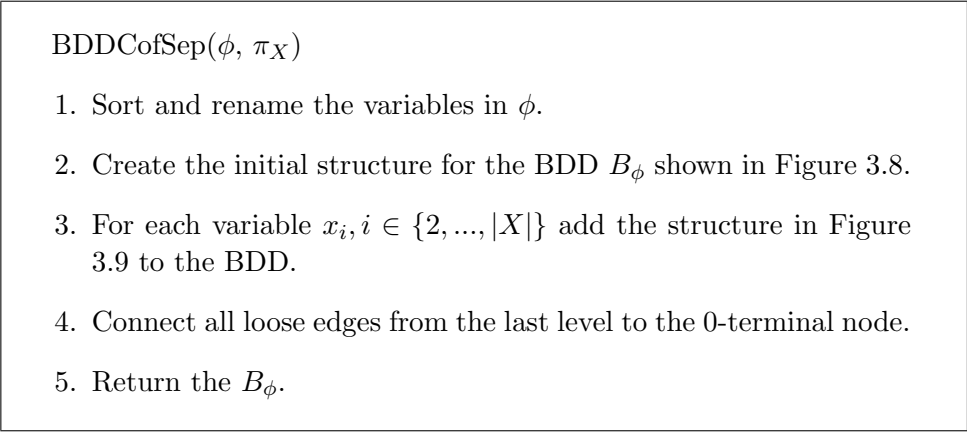 BDDCofSep(ϕ, π_X)
1. Sort and rename the variables in ϕ.
2. Create the initial structure for the BDD B_ϕ shown in Figure 3.8.
3. For each variable x_i, i ∈ {2, ..., |X|} add the structure in Figure
3.9 to the BDD.
4. Connect all loose edges from the last level to the 0-terminal node.
5. Return the B_ϕ.